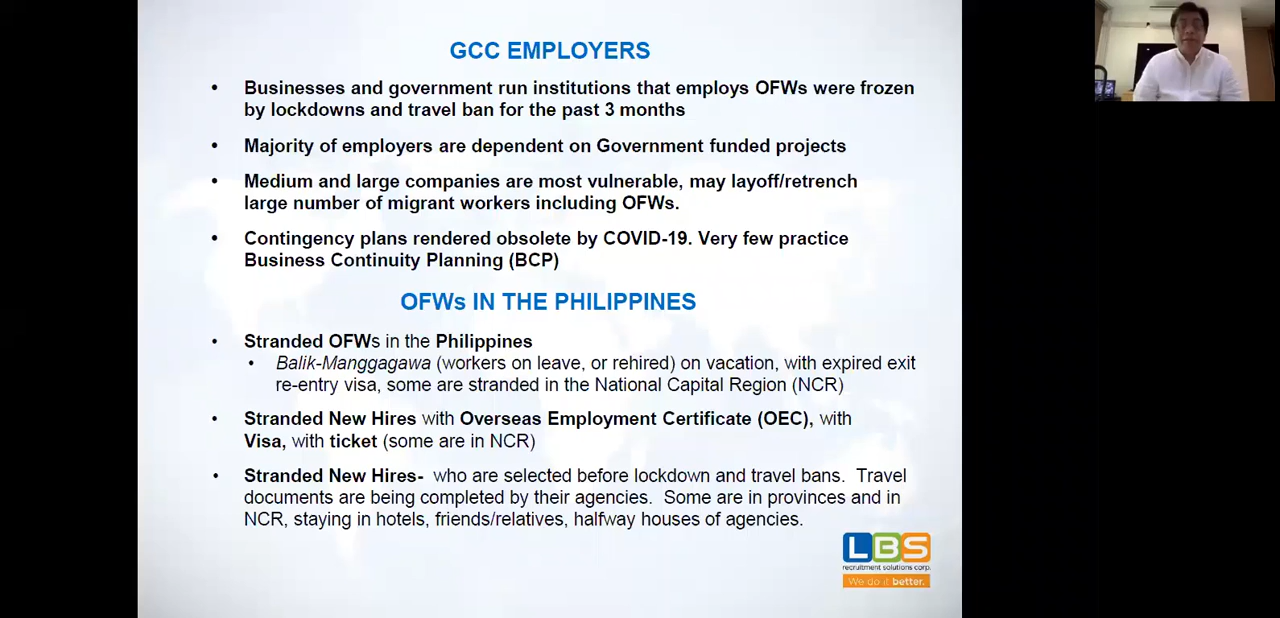 GCC EMPLOYERS
• Businesses and government run institutions that employs OFWs were frozen
by lockdowns and travel ban for the past 3 months
• Majority of employers are dependent on Government funded projects
• Medium and large companies are most vulnerable, may layoff/retrench
large number of migrant workers including OFWs.
• Contingency plans rendered obsolete by COVID-19. Very few practice
Business Continuity Planning (BCP)
OFWs IN THE PHILIPPINES
• Stranded OFWs in the Philippines
• Balik-Manggagawa (workers on leave, or rehired) on vacation, with expired exit
re-entry visa, some are stranded in the National Capital Region (NCR)
• Stranded New Hires with Overseas Employment Certificate (OEC), with
Visa, with ticket (some are in NCR)
• Stranded New Hires- who are selected before lockdown and travel bans. Travel
documents are being completed by their agencies. Some are in provinces and in
NCR, staying in hotels, friends/relatives, halfway houses of agencies.
LBS
recruitment solutions corp.
We do it better.